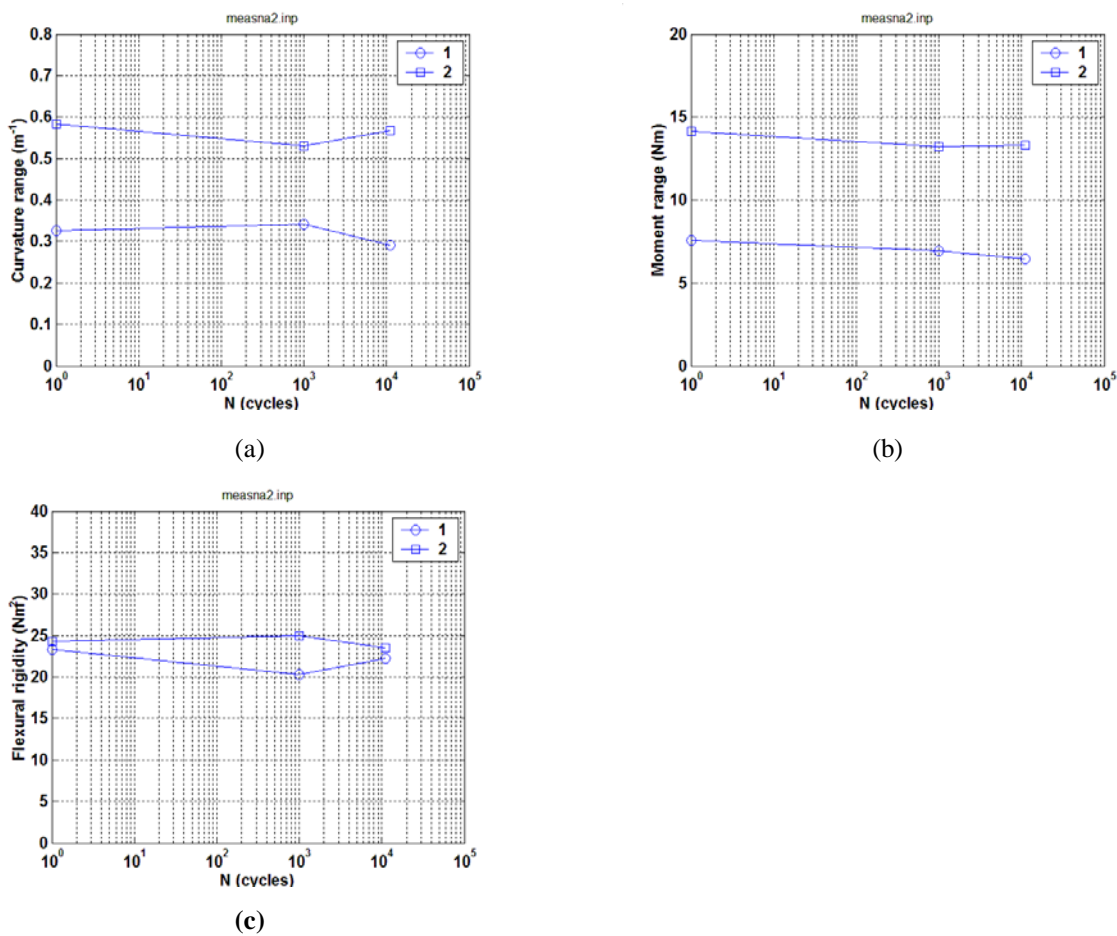 measna2.inp
0.8
0.7
0.6
0.5
0.4
0.3
0.2
0.1
0
Curvature range (m⁻¹)
1
2
10⁰ 10¹ 10² 10³ 10⁴ 10⁵
N (cycles)
(a)
measna2.inp
20
15
10
5
0
Moment range (Nm)
1
2
10⁰ 10¹ 10² 10³ 10⁴ 10⁵
N (cycles)
(b)
measna2.inp
40
35
30
25
20
15
10
5
0
Flexural rigidity (Nm²)
1
2
10⁰ 10¹ 10² 10³ 10⁴ 10⁵
N (cycles)
(c)